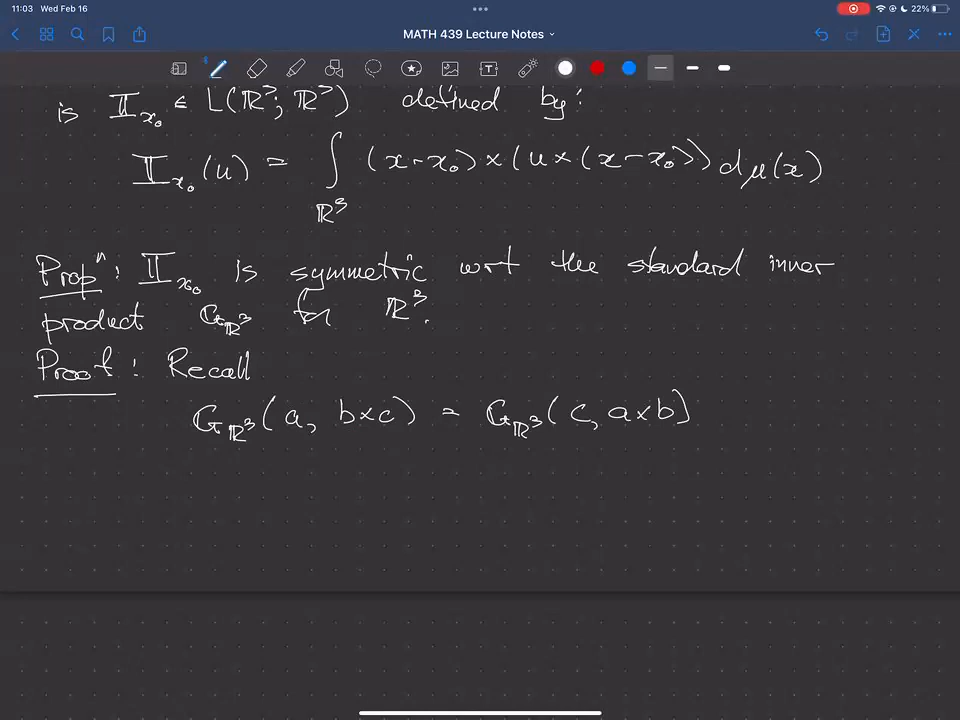 11:03 Wed Feb 16
22%
MATH 439 Lecture Notes
is 𝕀ₓ₀ ∈ L(ℝ³; ℝ³) defined by:
𝕀ₓ₀(u) = ∫_ℝ³ (x-x₀)×(u×(x-x₀)) dμ(x)
Propⁿ: 𝕀ₓ₀ is symmetric wrt the standard inner
product 𝔾_ℝ³ for ℝ³.
Proof: Recall
𝔾_ℝ³(a, b×c) = 𝔾_ℝ³(c, a×b)